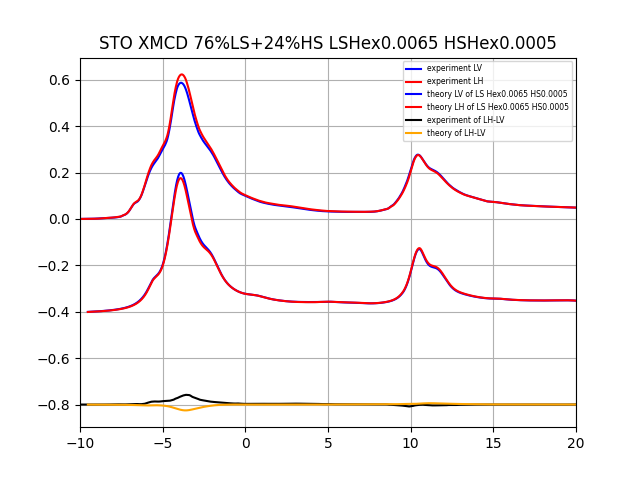 STO XMCD 76%LS+24%HS LSHex0.0065 HSHex0.0005
experiment LV
experiment LH
theory LV of LS Hex0.0065 HS0.0005
theory LH of LS Hex0.0065 HS0.0005
experiment of LH-LV
theory of LH-LV
0.6
0.4
0.2
0.0
−0.2
−0.4
−0.6
−0.8
−10 −5 0 5 10 15 20